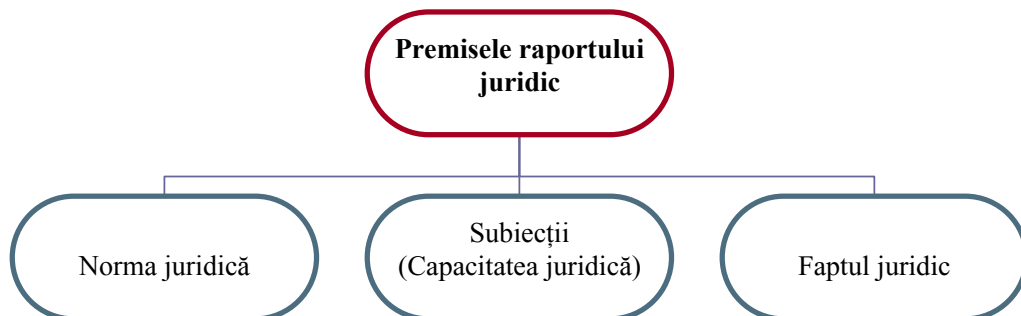 Premisele raportului
juridic
Norma juridică
Subiecții
(Capacitatea juridică)
Faptul juridic